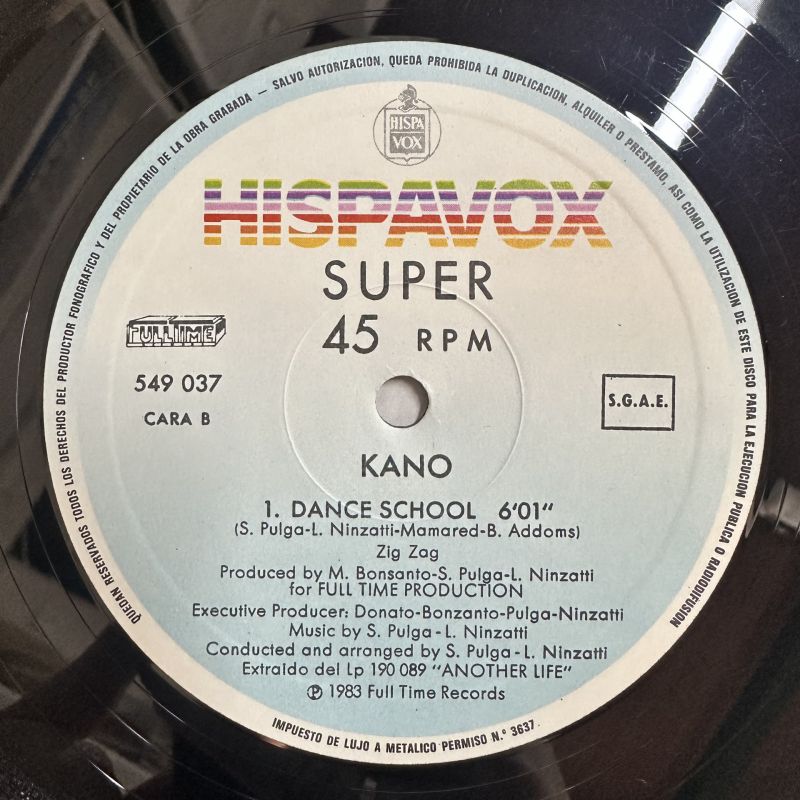 QUEDAN RESERVADOS TODOS LOS DERECHOS DEL PRODUCTOR FONOGRAFICO Y DEL PROPIETARIO DE LA OBRA GRABADA — SALVO AUTORIZACION, QUEDA PROHIBIDA LA DUPLICACION, ALQUILER O PRESTAMO, ASI COMO LA UTILIZACION DE ESTE DISCO PARA LA EJECUCION PUBLICA O RADIODIFUSION
HISPA
VOX
HISPAVOX
SUPER
45 RPM
FULLTIME
549 037
CARA B
S.G.A.E.
KANO
1. DANCE SCHOOL 6'01"
(S. Pulga-L. Ninzatti-Mamared-B. Addoms)
Zig Zag
Produced by M. Bonsanto-S. Pulga-L. Ninzatti
for FULL TIME PRODUCTION
Executive Producer: Donato-Bonzanto-Pulga-Ninzatti
Music by S. Pulga - L. Ninzatti
Conducted and arranged by S. Pulga - L. Ninzatti
Extraido del Lp 190 089 "ANOTHER LIFE"
℗ 1983 Full Time Records
IMPUESTO DE LUJO A METALICO PERMISO N.º 3637